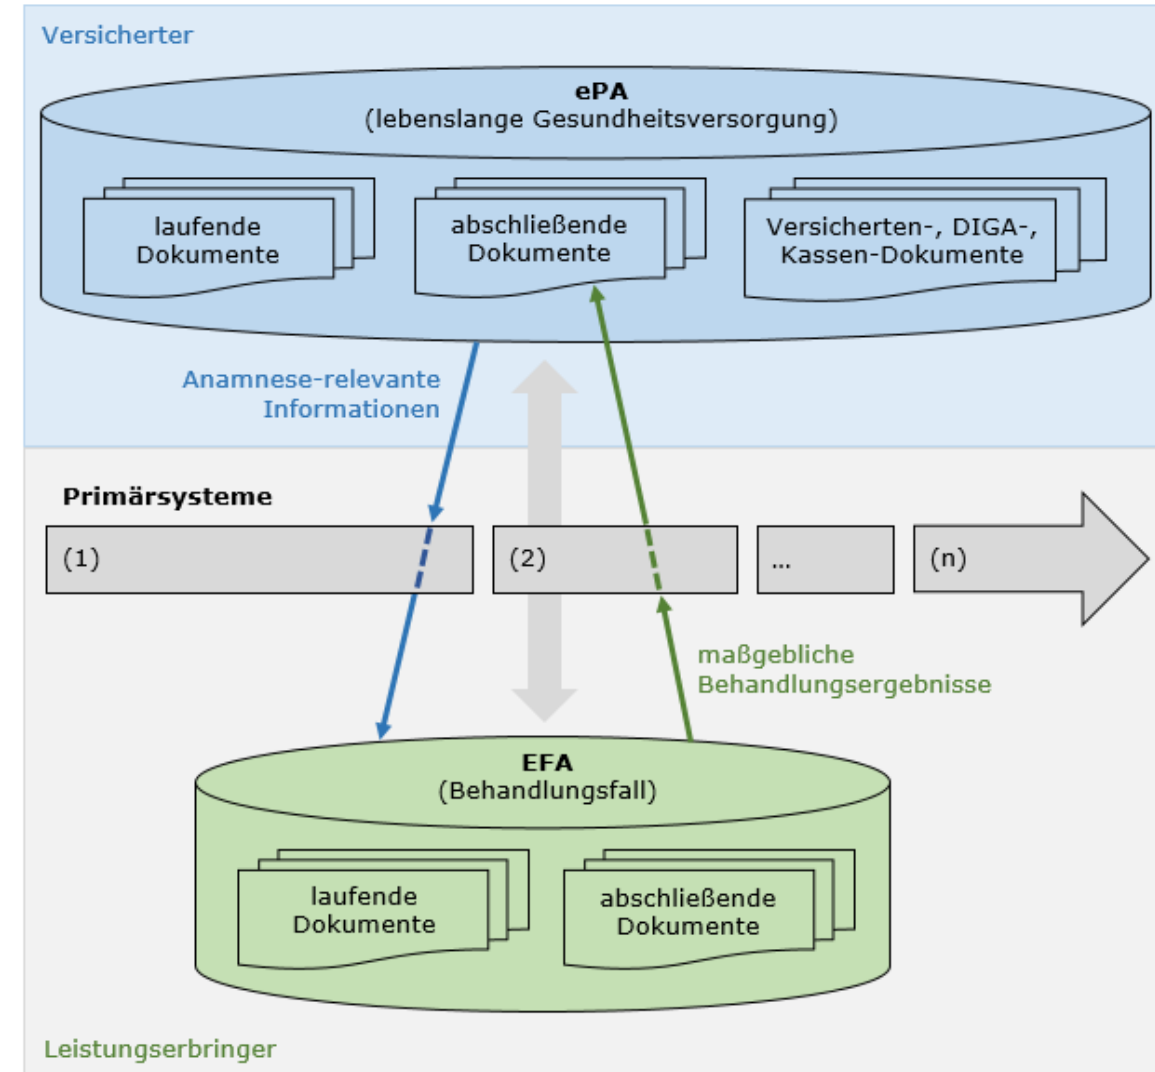 Versicherter
ePA
(lebenslange Gesundheitsversorgung)
laufende
Dokumente
abschließende
Dokumente
Versicherten-, DIGA-,
Kassen-Dokumente
Anamnese-relevante
Informationen
Primärsysteme
(1)
(2)
...
(n)
maßgebliche
Behandlungsergebnisse
EFA
(Behandlungsfall)
laufende
Dokumente
abschließende
Dokumente
Leistungserbringer